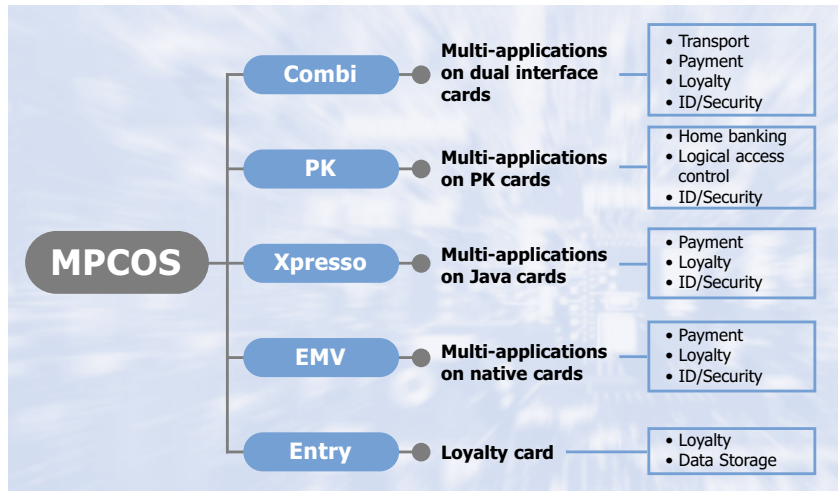 MPCOS
Combi
Multi-applications
on dual interface
cards
• Transport
• Payment
• Loyalty
• ID/Security
PK
Multi-applications
on PK cards
• Home banking
• Logical access
control
• ID/Security
Xpresso
Multi-applications
on Java cards
• Payment
• Loyalty
• ID/Security
EMV
Multi-applications
on native cards
• Payment
• Loyalty
• ID/Security
Entry
Loyalty card
• Loyalty
• Data Storage